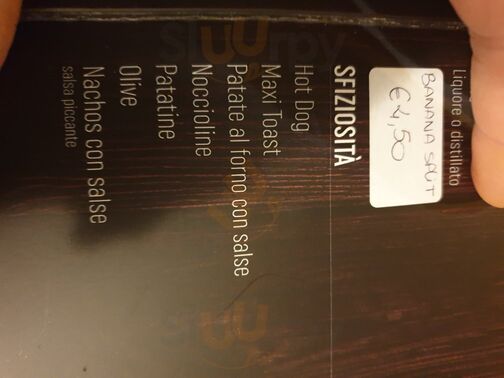 Liquore o distillato
BANANA SPLIT
€ 4,50
SFIZIOSITÀ
Hot Dog
Maxi Toast
Patate al forno con salse
Noccioline
Patatine
Olive
Nachos con salse
salsa piccante
sluurpy